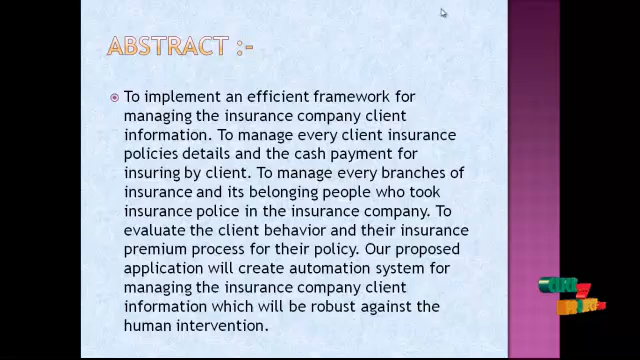 ABSTRACT :-
To implement an efficient framework for
managing the insurance company client
information. To manage every client insurance
policies details and the cash payment for
insuring by client. To manage every branches of
insurance and its belonging people who took
insurance police in the insurance company. To
evaluate the client behavior and their insurance
premium process for their policy. Our proposed
application will create automation system for
managing the insurance company client
information which will be robust against the
human intervention.